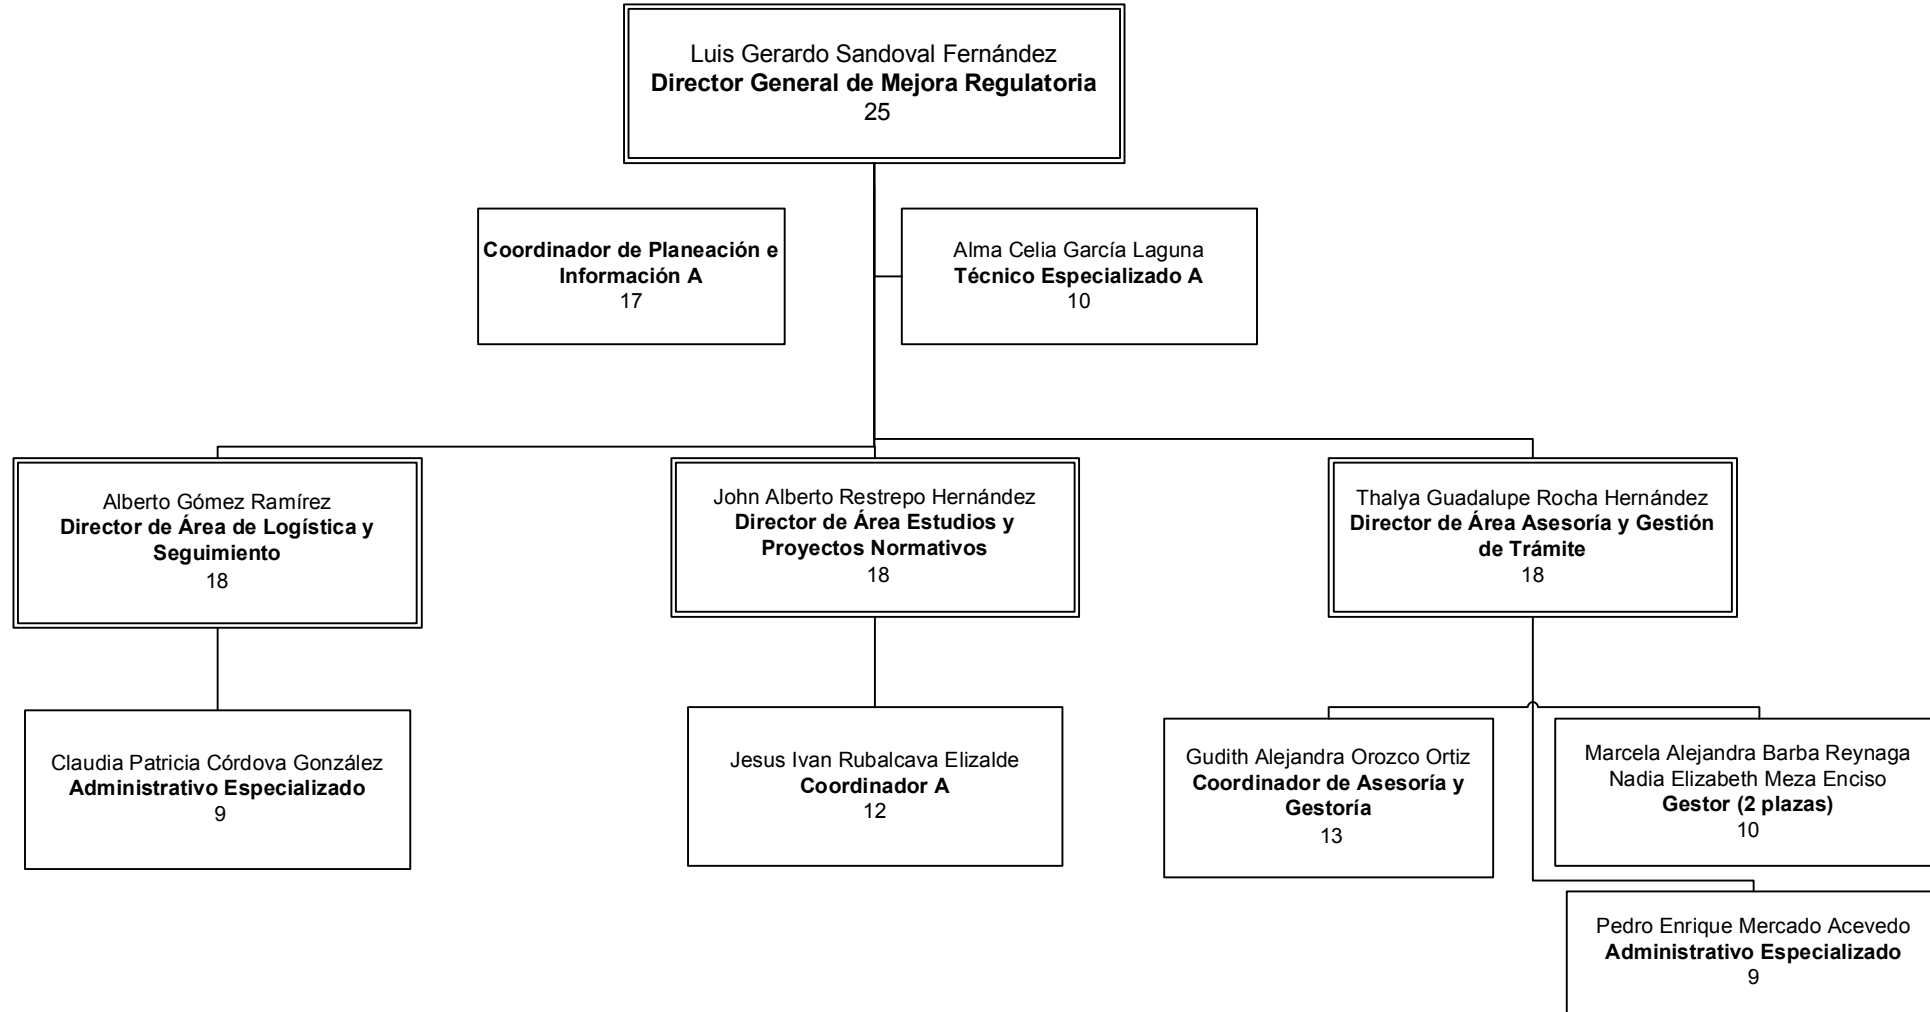 Luis Gerardo Sandoval Fernández
Director General de Mejora Regulatoria
25
Coordinador de Planeación e
Información A
17
Alma Celia García Laguna
Técnico Especializado A
10
Alberto Gómez Ramírez
Director de Área de Logística y
Seguimiento
18
John Alberto Restrepo Hernández
Director de Área Estudios y
Proyectos Normativos
18
Thalya Guadalupe Rocha Hernández
Director de Área Asesoría y Gestión
de Trámite
18
Claudia Patricia Córdova González
Administrativo Especializado
9
Jesus Ivan Rubalcava Elizalde
Coordinador A
12
Gudith Alejandra Orozco Ortiz
Coordinador de Asesoría y
Gestoría
13
Marcela Alejandra Barba Reynaga
Nadia Elizabeth Meza Enciso
Gestor (2 plazas)
10
Pedro Enrique Mercado Acevedo
Administrativo Especializado
9